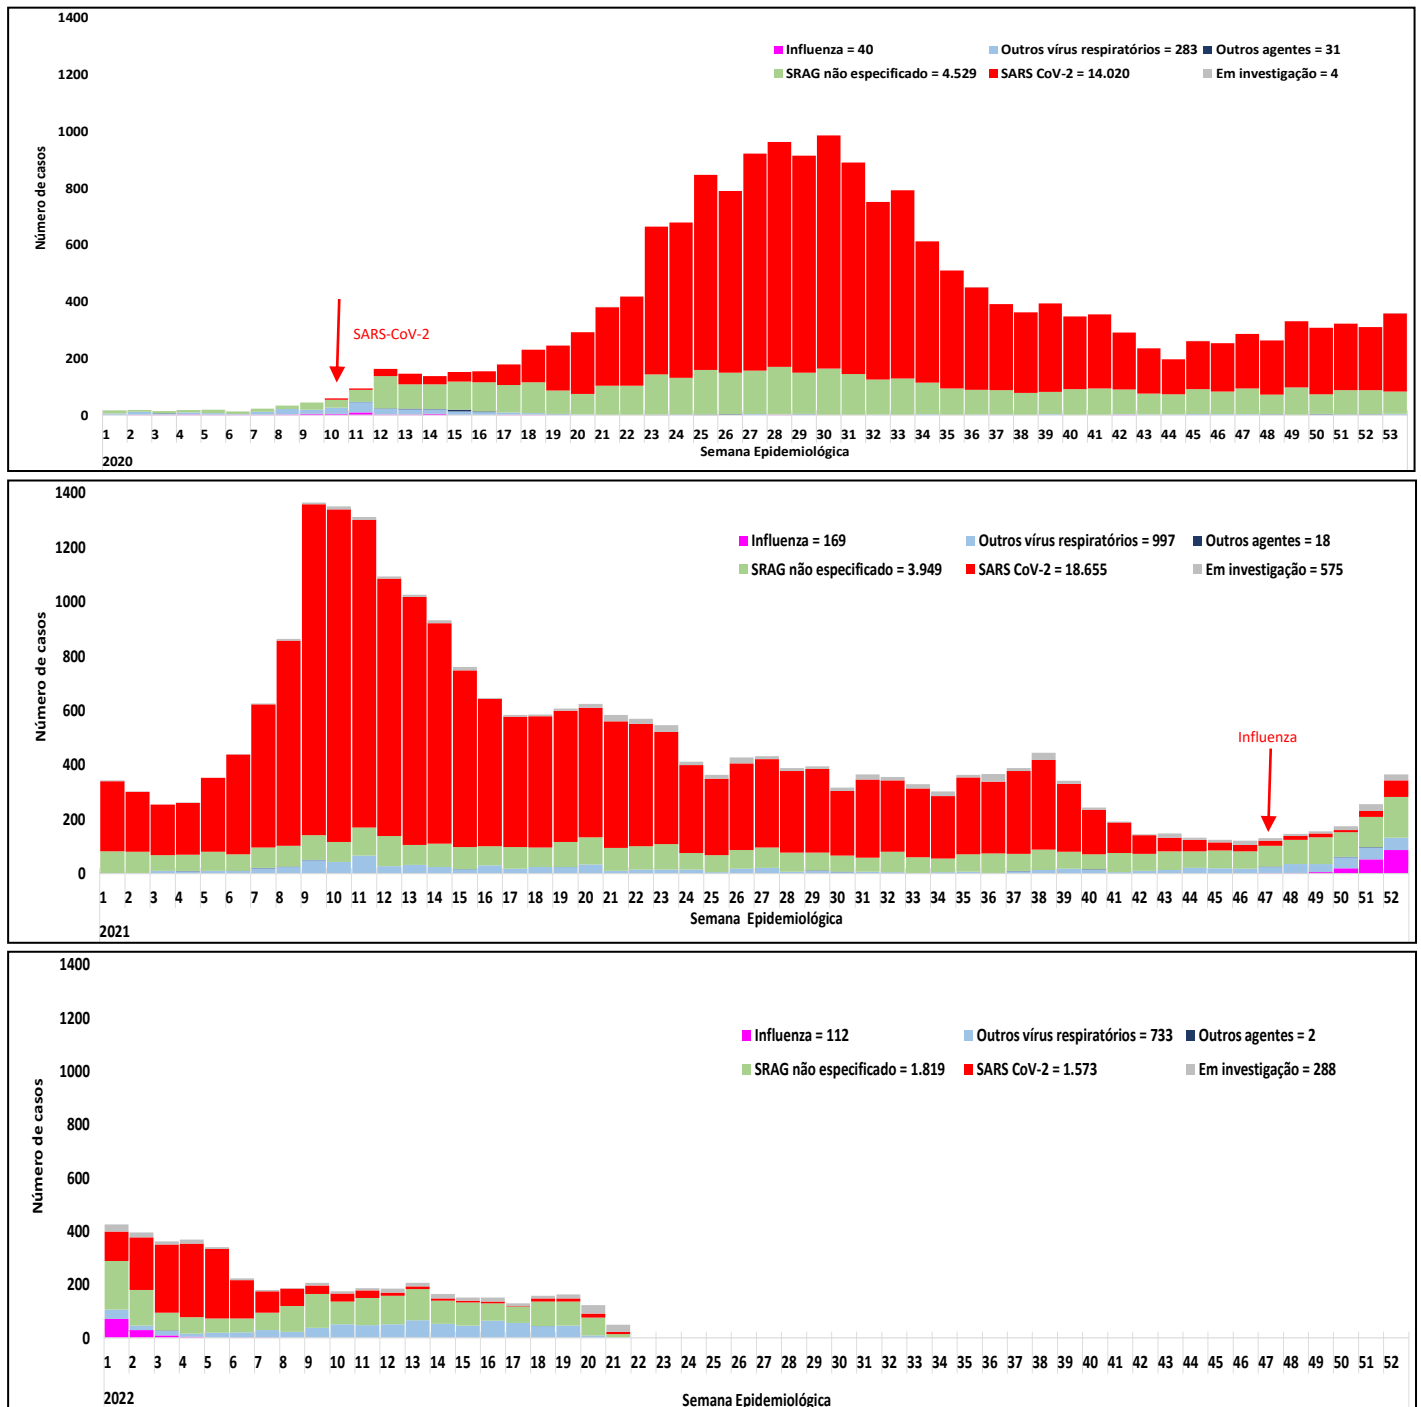 1400
Influenza = 40 Outros vírus respiratórios = 283 Outros agentes = 31
1200
SRAG não especificado = 4.529 SARS CoV-2 = 14.020 Em investigação = 4
1000
Número de casos
800
600
400
SARS-CoV-2
200
0
1 2 3 4 5 6 7 8 9 10 11 12 13 14 15 16 17 18 19 20 21 22 23 24 25 26 27 28 29 30 31 32 33 34 35 36 37 38 39 40 41 42 43 44 45 46 47 48 49 50 51 52 53
2020
Semana Epidemiológica
1400
Influenza = 169 Outros vírus respiratórios = 997 Outros agentes = 18
1200
SRAG não especificado = 3.949 SARS CoV-2 = 18.655 Em investigação = 575
1000
Número de casos
800
600
Influenza
400
200
0
1 2 3 4 5 6 7 8 9 10 11 12 13 14 15 16 17 18 19 20 21 22 23 24 25 26 27 28 29 30 31 32 33 34 35 36 37 38 39 40 41 42 43 44 45 46 47 48 49 50 51 52
Semana Epidemiológica
2021
1400
1200
Influenza = 112 Outros vírus respiratórios = 733 Outros agentes = 2
SRAG não especificado = 1.819 SARS CoV-2 = 1.573 Em investigação = 288
1000
Número de casos
800
600
400
200
0
1 2 3 4 5 6 7 8 9 10 11 12 13 14 15 16 17 18 19 20 21 22 23 24 25 26 27 28 29 30 31 32 33 34 35 36 37 38 39 40 41 42 43 44 45 46 47 48 49 50 51 52
2022
Semana Epidemiológica